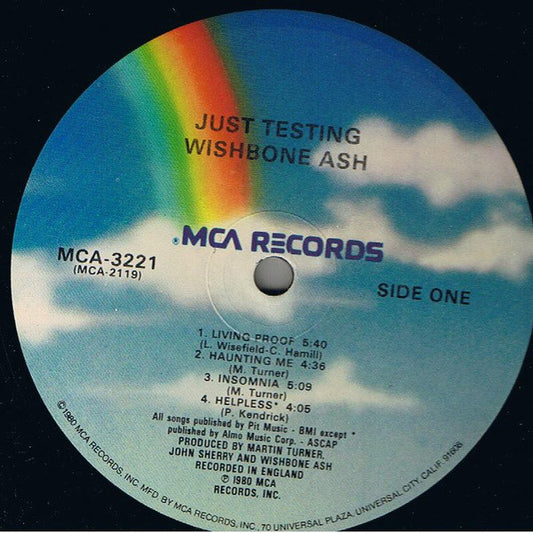 JUST TESTING
WISHBONE ASH
®MCA RECORDS
MCA-3221
(MCA-2119)
SIDE ONE
1. LIVING PROOF 5:40
(L. Wisefield-C. Hamill)
2. HAUNTING ME 4:36
(M. Turner)
3. INSOMNIA 5:09
(M. Turner)
4. HELPLESS* 4:05
(P. Kendrick)
All songs published by Pit Music - BMI except *
published by Almo Music Corp. - ASCAP
PRODUCED BY MARTIN TURNER,
JOHN SHERRY AND WISHBONE ASH
RECORDED IN ENGLAND
℗ 1980 MCA
RECORDS, INC.
©1980 MCA RECORDS, INC. MFD BY MCA RECORDS, INC., 70 UNIVERSAL PLAZA, UNIVERSAL CITY, CALIF. 91608